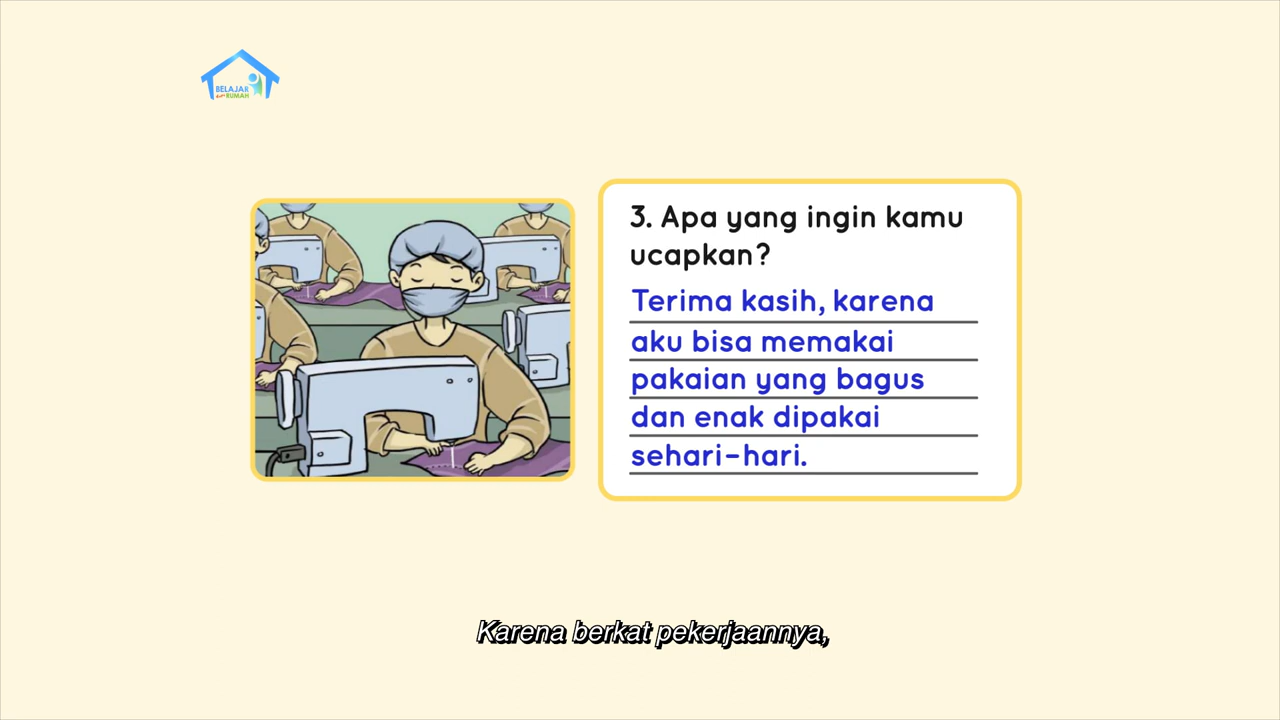 BELAJAR
dari RUMAH
3. Apa yang ingin kamu
ucapkan?
Terima kasih, karena
aku bisa memakai
pakaian yang bagus
dan enak dipakai
sehari-hari.
Karena berkat pekerjaannya,